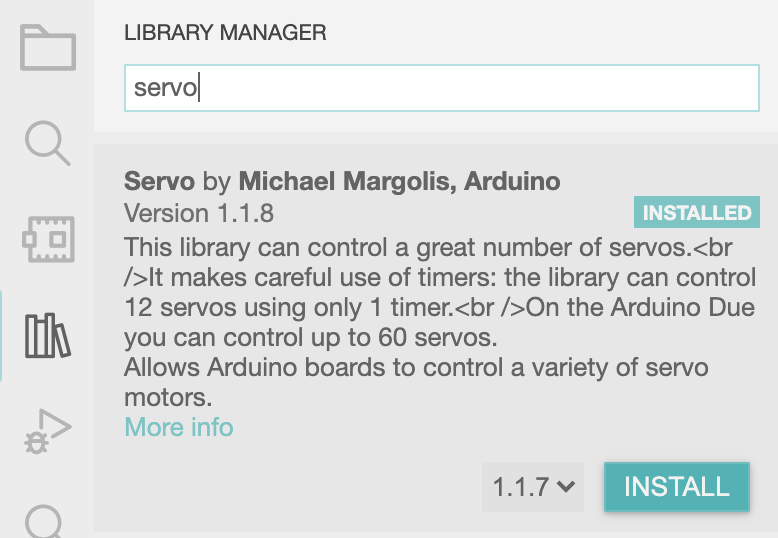 LIBRARY MANAGER
servo
Servo by Michael Margolis, Arduino
Version 1.1.8
INSTALLED
This library can control a great number of servos.<br
/>It makes careful use of timers: the library can control
12 servos using only 1 timer.<br />On the Arduino Due
you can control up to 60 servos.
Allows Arduino boards to control a variety of servo
motors.
More info
1.1.7
INSTALL